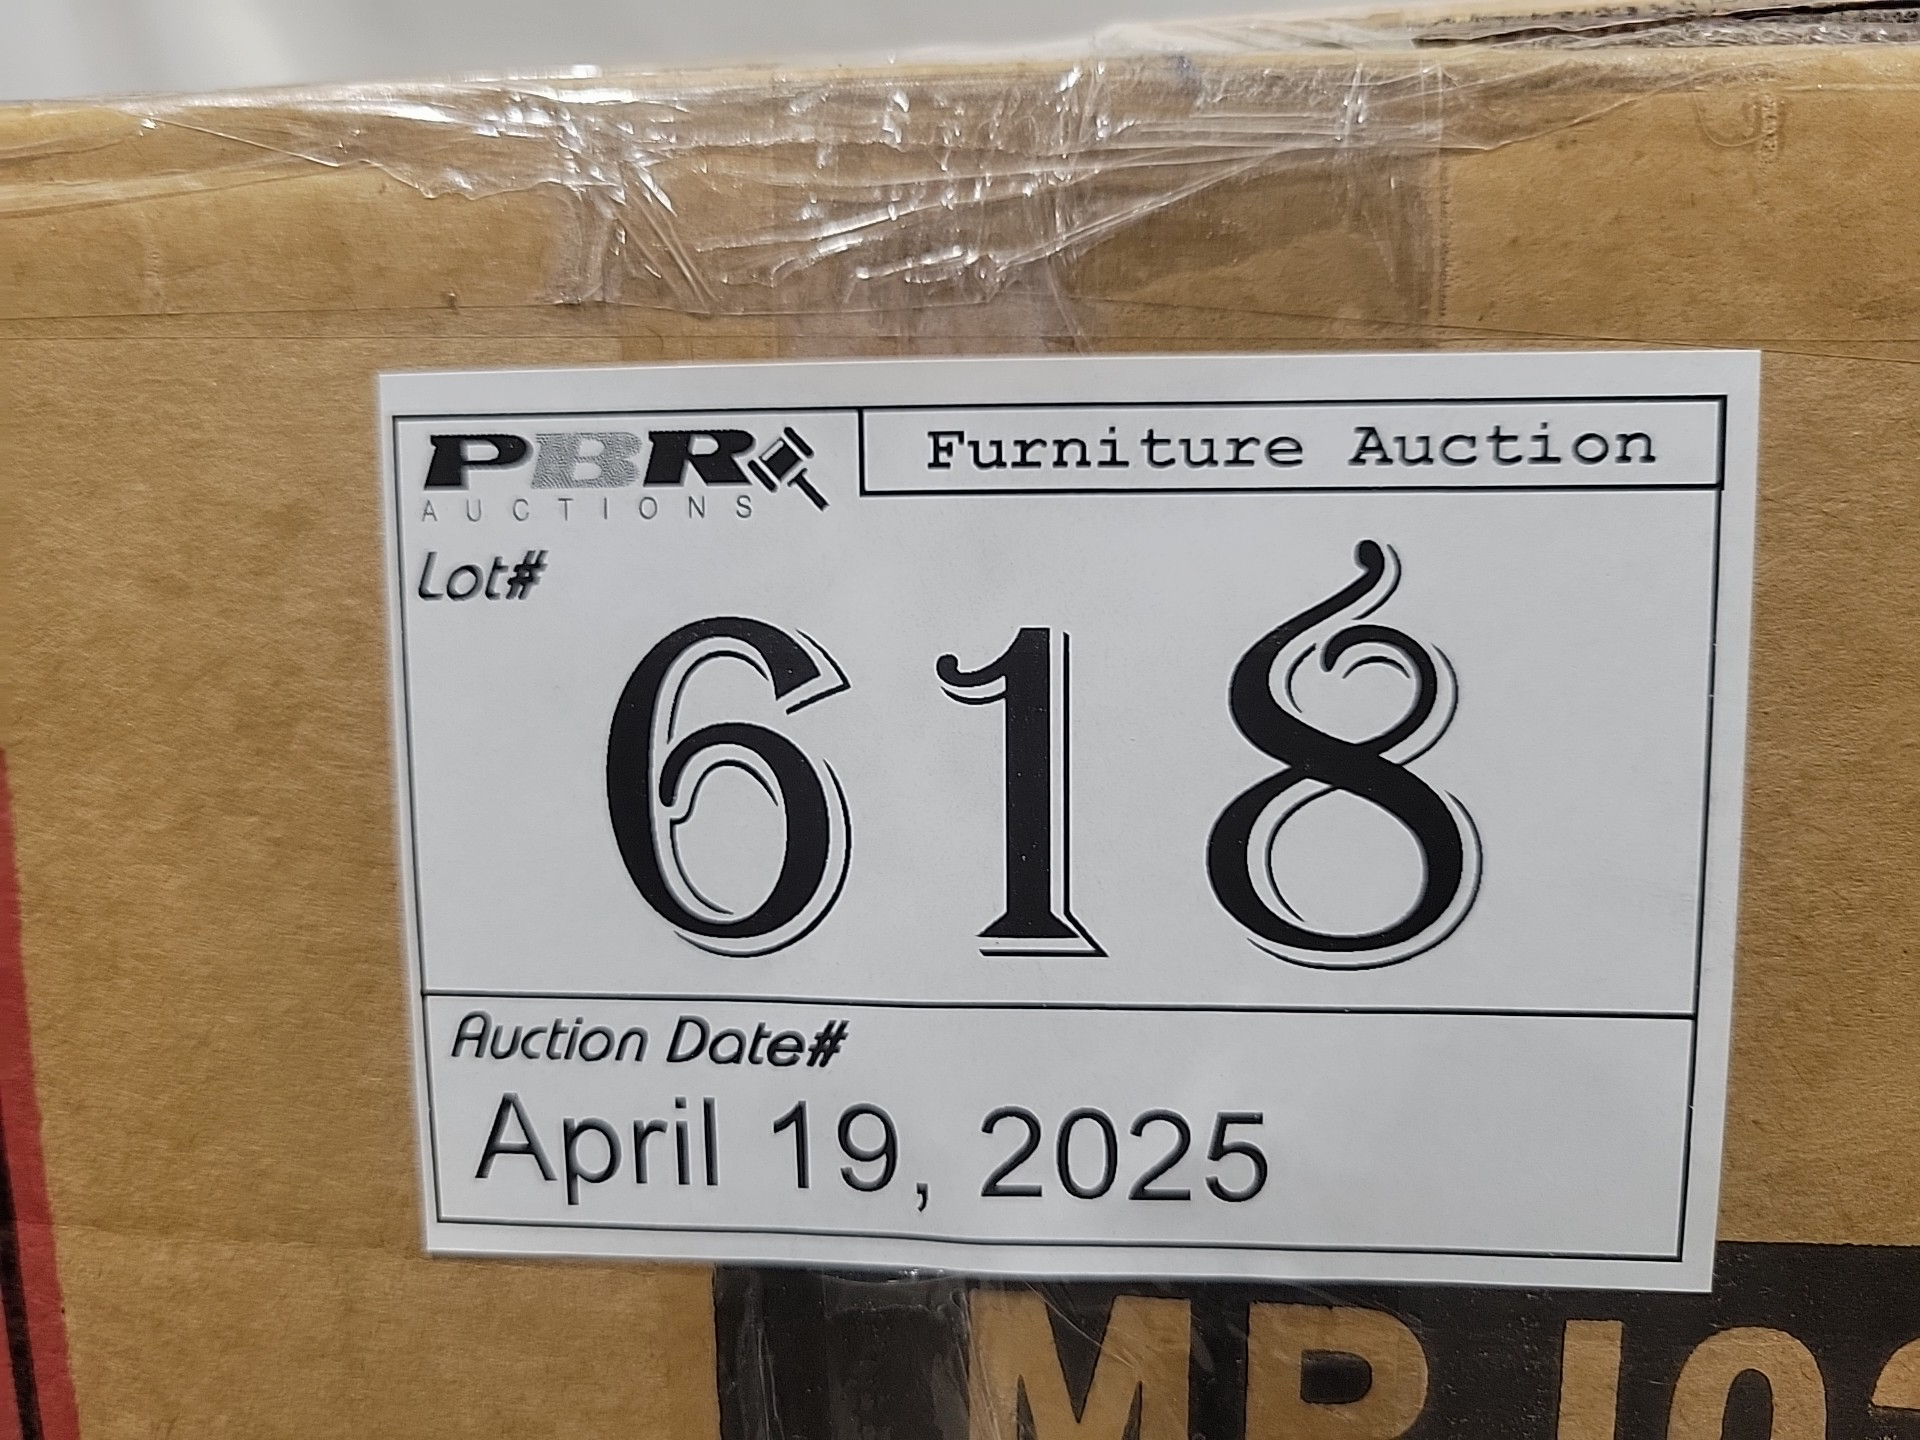 PBR
AUCTIONS
Furniture Auction
Lot#
618
Auction Date#
April 19, 2025